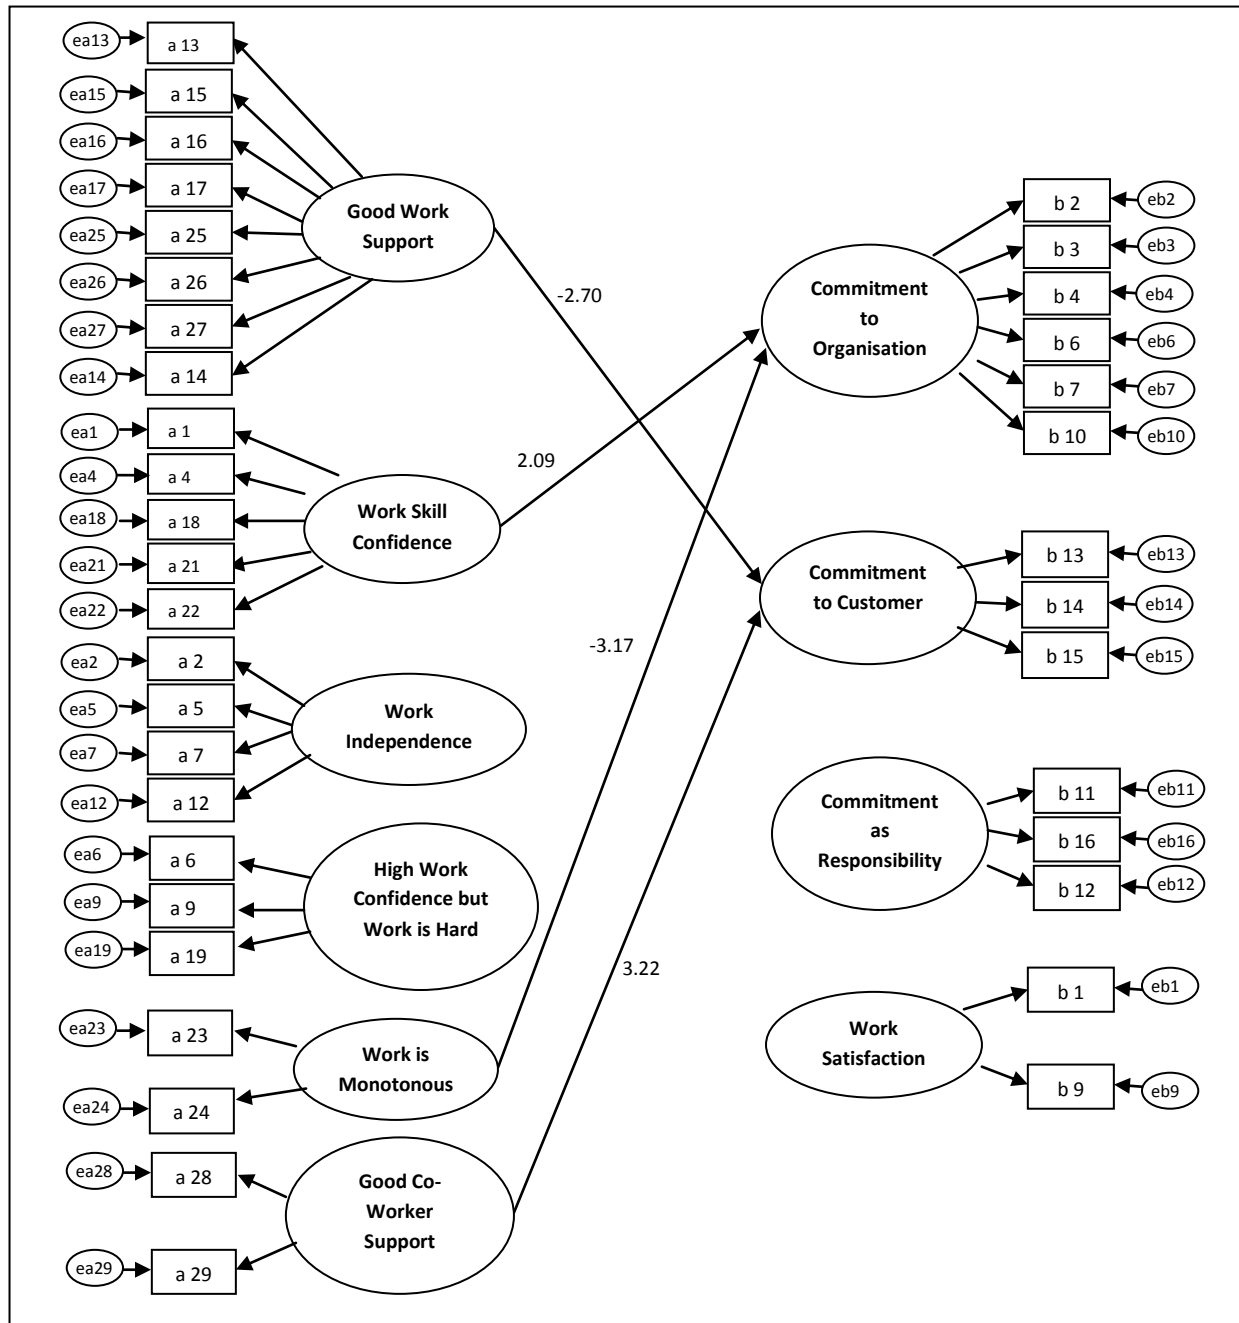 ea13
a 13
ea15
a 15
ea16
a 16
ea17
a 17
ea25
a 25
ea26
a 26
ea27
a 27
ea14
a 14
Good Work
Support
ea1
a 1
ea4
a 4
ea18
a 18
ea21
a 21
ea22
a 22
Work Skill
Confidence
ea2
a 2
ea5
a 5
ea7
a 7
ea12
a 12
Work
Independence
ea6
a 6
ea9
a 9
ea19
a 19
High Work
Confidence but
Work is Hard
ea23
a 23
ea24
a 24
Work is
Monotonous
ea28
a 28
ea29
a 29
Good Co-
Worker
Support
-2.70
2.09
-3.17
3.22
Commitment
to
Organisation
b 2
eb2
b 3
eb3
b 4
eb4
b 6
eb6
b 7
eb7
b 10
eb10
Commitment
to Customer
b 13
eb13
b 14
eb14
b 15
eb15
Commitment
as
Responsibility
b 11
eb11
b 16
eb16
b 12
eb12
Work
Satisfaction
b 1
eb1
b 9
eb9